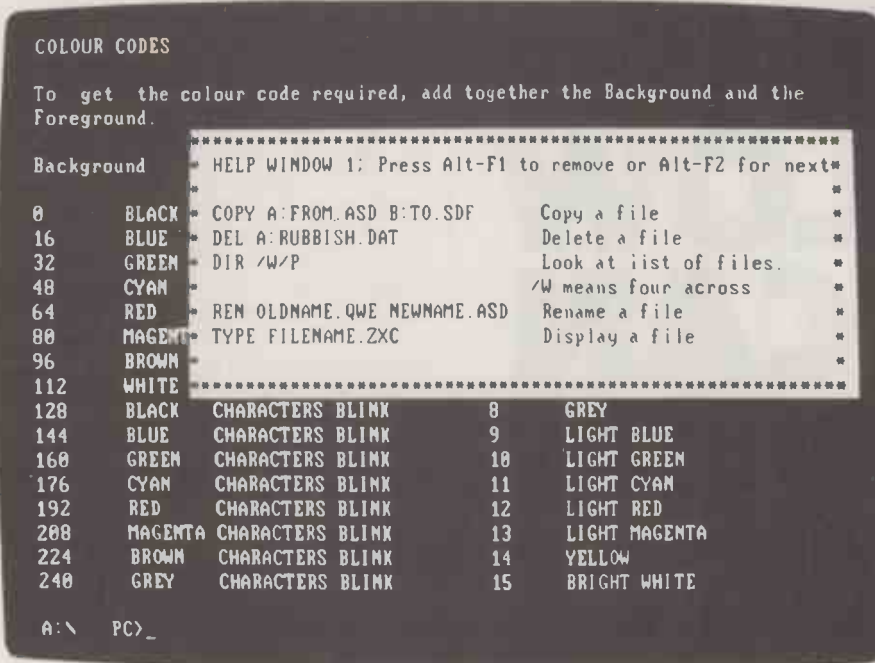 COLOUR CODES
To get the colour code required, add together the Background and the
Foreground.
****************************************************************
Background * HELP WINDOW 1; Press Alt-F1 to remove or Alt-F2 for next*
* *
0 BLACK * COPY A:FROM.ASD B:TO.SDF Copy a file *
16 BLUE * DEL A:RUBBISH.DAT Delete a file *
32 GREEN * DIR /W/P Look at list of files. *
48 CYAN * /W means four across *
64 RED * REN OLDNAME.QWE NEWNAME.ASD Rename a file *
80 MAGENT* TYPE FILENAME.ZXC Display a file *
96 BROWN * *
112 WHITE ****************************************************************
128 BLACK CHARACTERS BLINK 8 GREY
144 BLUE CHARACTERS BLINK 9 LIGHT BLUE
160 GREEN CHARACTERS BLINK 10 LIGHT GREEN
176 CYAN CHARACTERS BLINK 11 LIGHT CYAN
192 RED CHARACTERS BLINK 12 LIGHT RED
208 MAGENTA CHARACTERS BLINK 13 LIGHT MAGENTA
224 BROWN CHARACTERS BLINK 14 YELLOW
240 GREY CHARACTERS BLINK 15 BRIGHT WHITE
A:\ PC>_